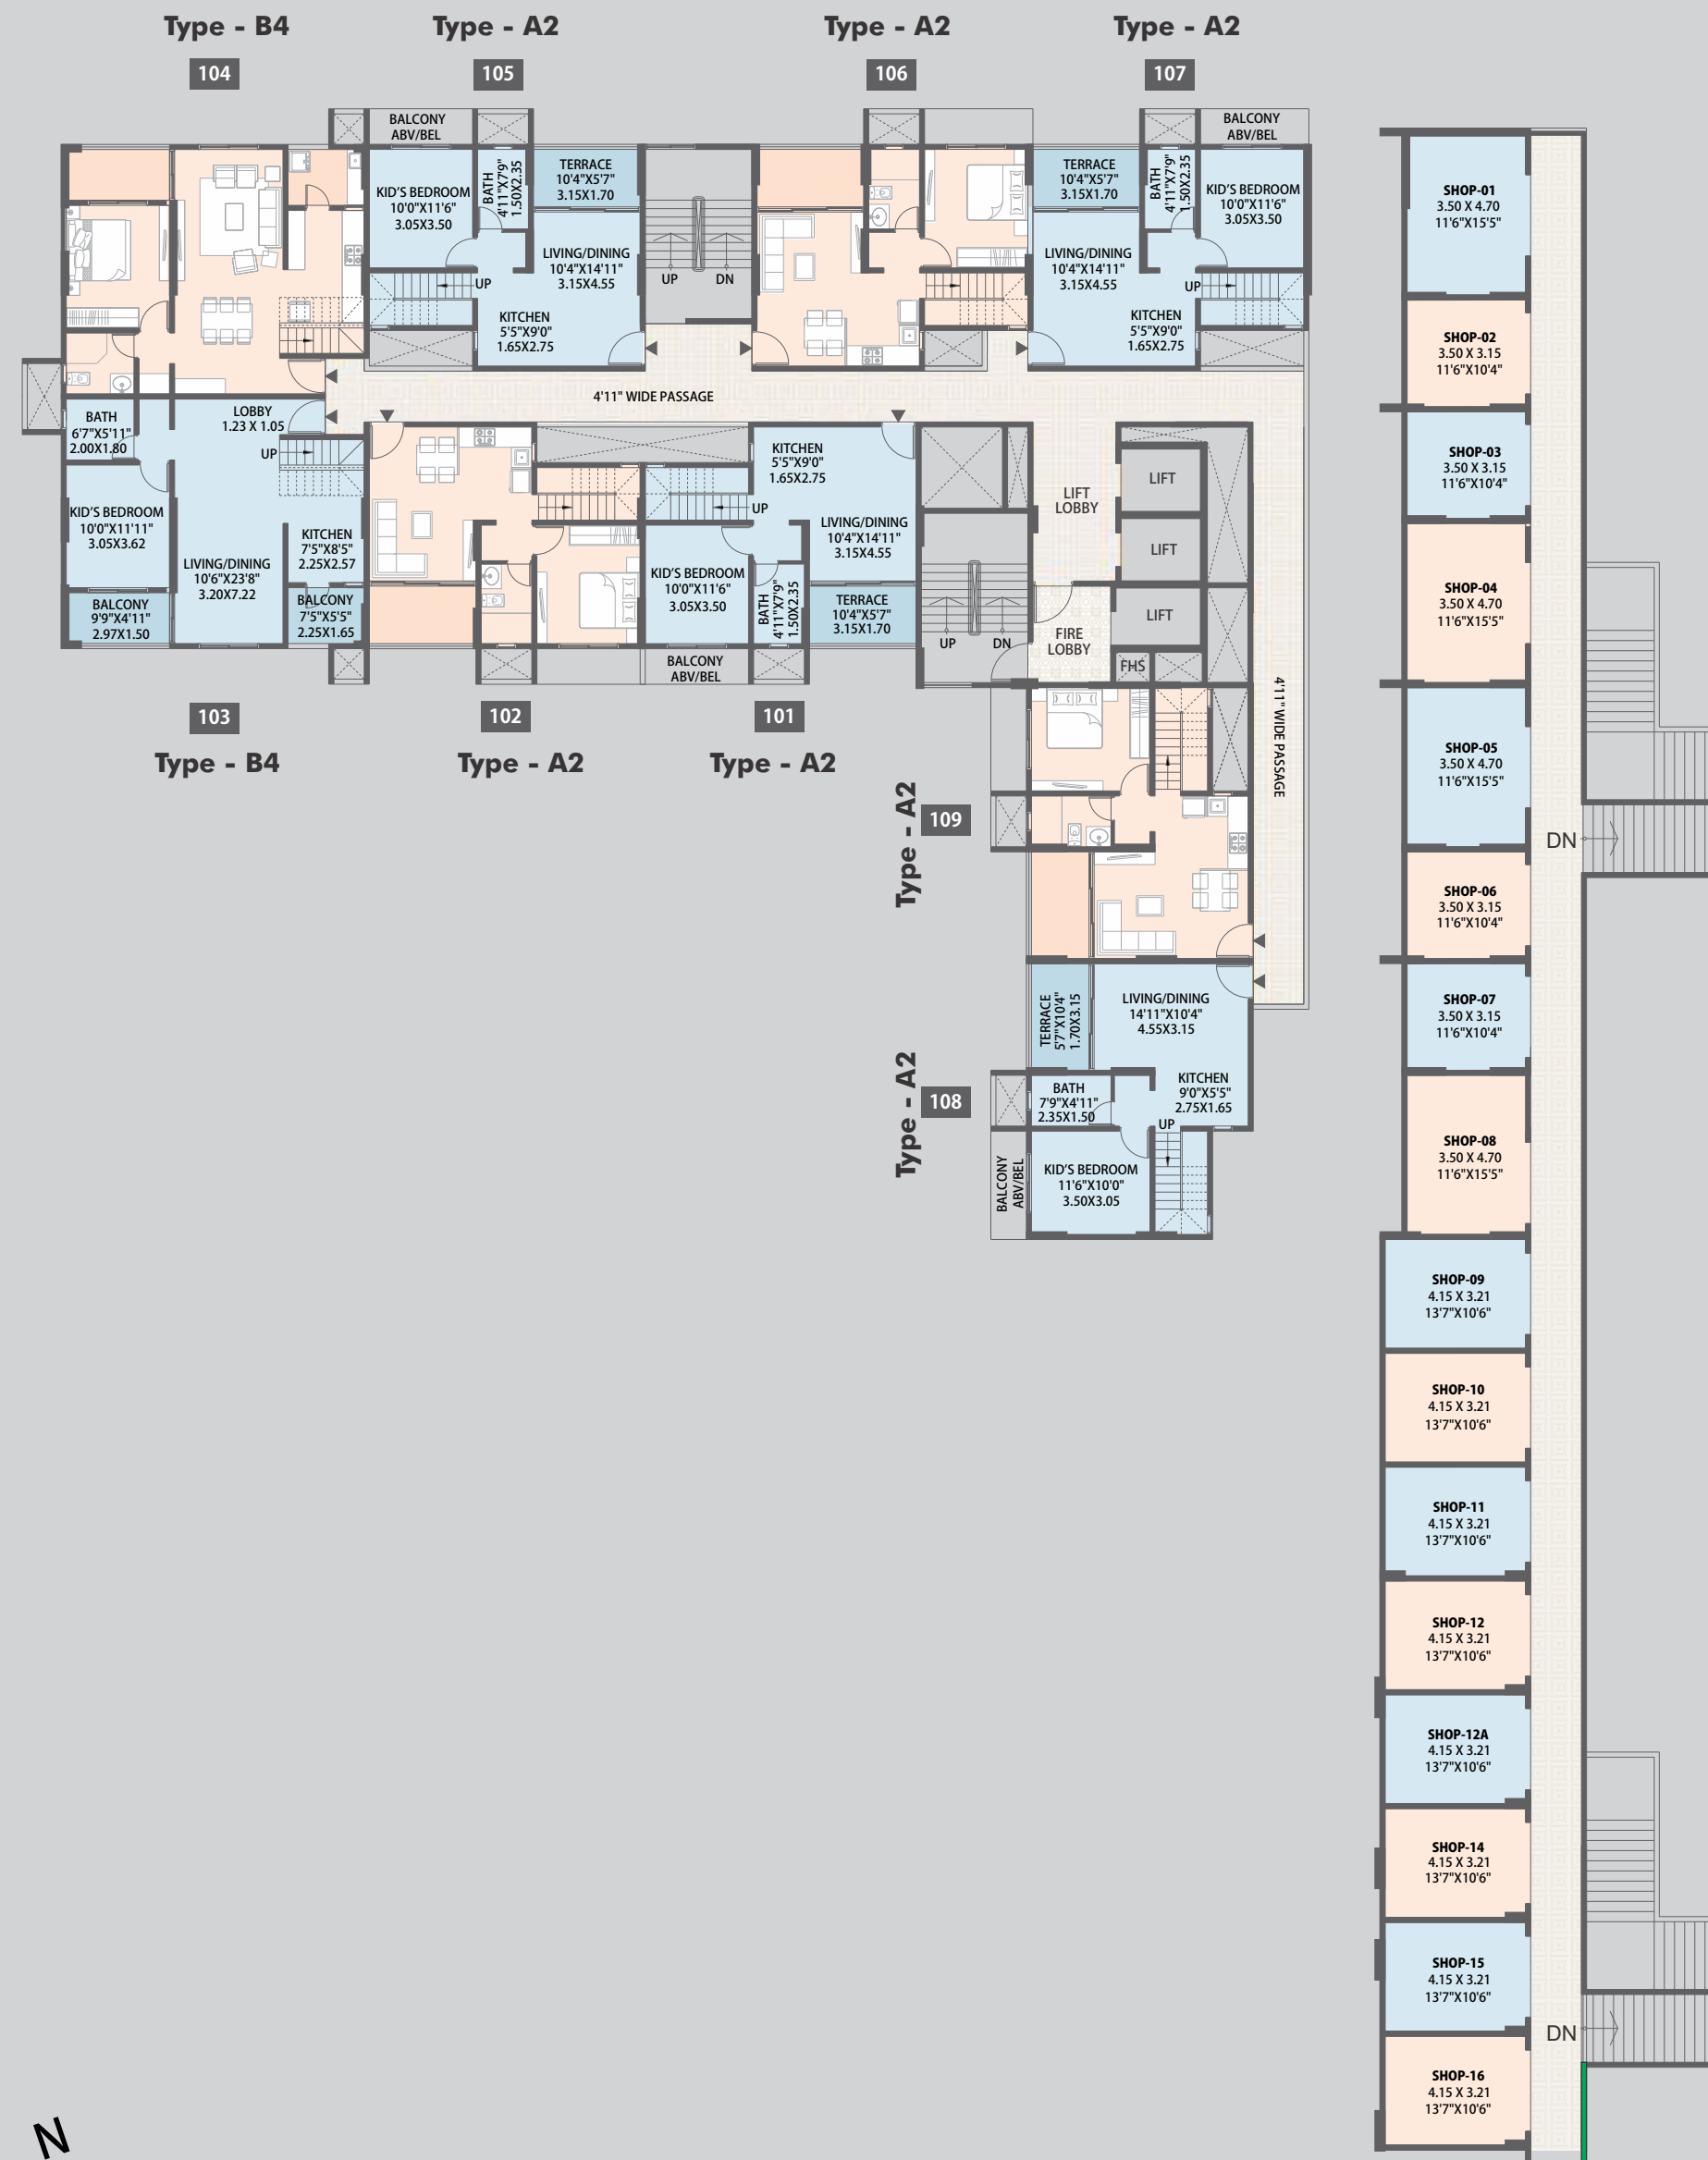 Type - B4
104
Type - A2
105
Type - A2
106
Type - A2
107
BALCONY
ABV/BEL
KID'S BEDROOM
10'0"X11'6"
3.05X3.50
BATH
4'11"X7'9"
1.50X2.35
TERRACE
10'4"X5'7"
3.15X1.70
LIVING/DINING
10'4"X14'11"
3.15X4.55
UP
KITCHEN
5'5"X9'0"
1.65X2.75
UP
DN
TERRACE
10'4"X5'7"
3.15X1.70
BATH
4'11"X7'9"
1.50X2.35
BALCONY
ABV/BEL
KID'S BEDROOM
10'0"X11'6"
3.05X3.50
LIVING/DINING
10'4"X14'11"
3.15X4.55
UP
KITCHEN
5'5"X9'0"
1.65X2.75
4'11" WIDE PASSAGE
BATH
6'7"X5'11"
2.00X1.80
LOBBY
1.23 X 1.05
UP
KID'S BEDROOM
10'0"X11'11"
3.05X3.62
KITCHEN
7'5"X8'5"
2.25X2.57
LIVING/DINING
10'6"X23'8"
3.20X7.22
BALCONY
9'9"X4'11"
2.97X1.50
BALCONY
7'5"X5'5"
2.25X1.65
KITCHEN
5'5"X9'0"
1.65X2.75
UP
LIVING/DINING
10'4"X14'11"
3.15X4.55
KID'S BEDROOM
10'0"X11'6"
3.05X3.50
BATH
4'11"X7'9"
1.50X2.35
TERRACE
10'4"X5'7"
3.15X1.70
BALCONY
ABV/BEL
LIFT
LOBBY
LIFT
LIFT
LIFT
UP
DN
FIRE
LOBBY
FHS
4'11" WIDE PASSAGE
103
Type - B4
102
Type - A2
101
Type - A2
Type - A2
109
TERRACE
5'7"X10'4"
1.70X3.15
LIVING/DINING
14'11"X10'4"
4.55X3.15
Type - A2
108
BATH
7'9"X4'11"
2.35X1.50
KITCHEN
9'0"X5'5"
2.75X1.65
UP
BALCONY
ABV/BEL
KID'S BEDROOM
11'6"X10'0"
3.50X3.05
SHOP-01
3.50 X 4.70
11'6"X15'5"
SHOP-02
3.50 X 3.15
11'6"X10'4"
SHOP-03
3.50 X 3.15
11'6"X10'4"
SHOP-04
3.50 X 4.70
11'6"X15'5"
SHOP-05
3.50 X 4.70
11'6"X15'5"
DN
SHOP-06
3.50 X 3.15
11'6"X10'4"
SHOP-07
3.50 X 3.15
11'6"X10'4"
SHOP-08
3.50 X 4.70
11'6"X15'5"
SHOP-09
4.15 X 3.21
13'7"X10'6"
SHOP-10
4.15 X 3.21
13'7"X10'6"
SHOP-11
4.15 X 3.21
13'7"X10'6"
SHOP-12
4.15 X 3.21
13'7"X10'6"
SHOP-12A
4.15 X 3.21
13'7"X10'6"
SHOP-14
4.15 X 3.21
13'7"X10'6"
SHOP-15
4.15 X 3.21
13'7"X10'6"
DN
SHOP-16
4.15 X 3.21
13'7"X10'6"
N